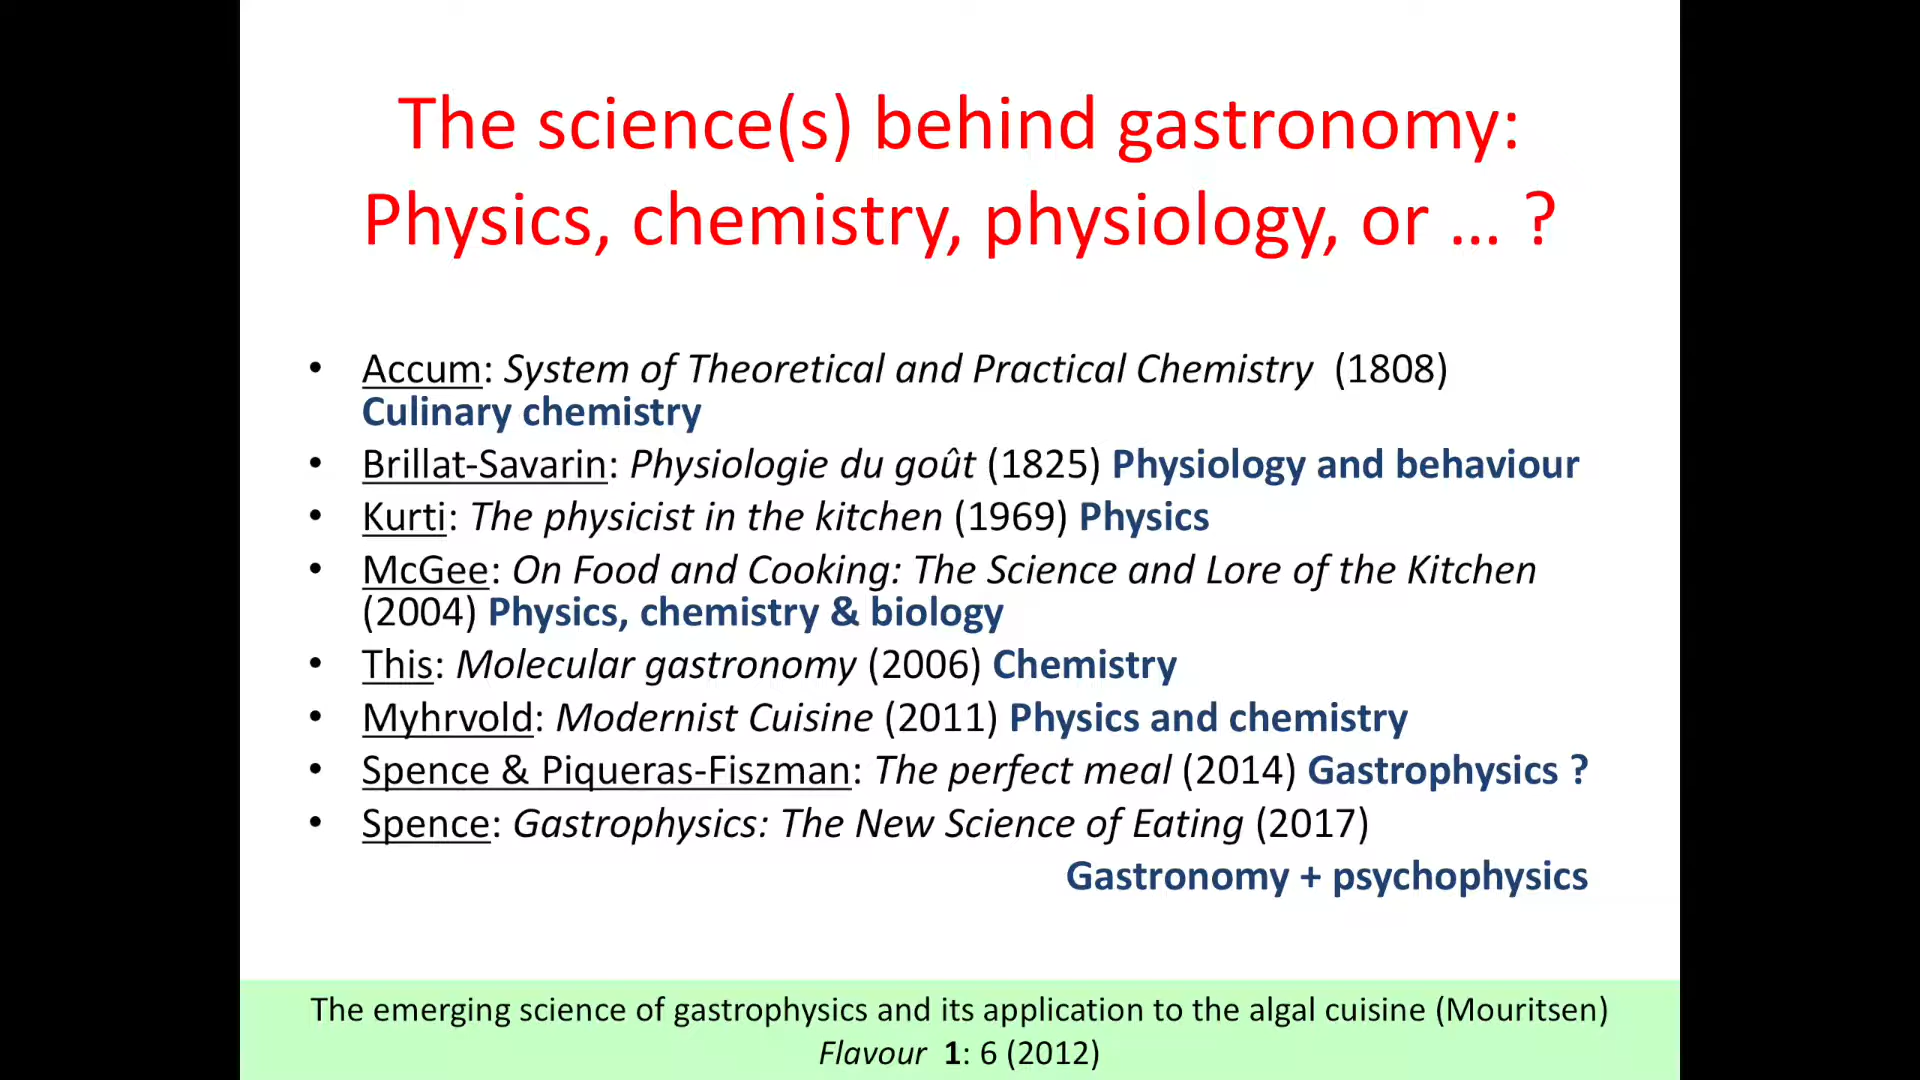 The science(s) behind gastronomy:
Physics, chemistry, physiology, or ... ?
• Accum: System of Theoretical and Practical Chemistry (1808)
Culinary chemistry
• Brillat-Savarin: Physiologie du goût (1825) Physiology and behaviour
• Kurti: The physicist in the kitchen (1969) Physics
• McGee: On Food and Cooking: The Science and Lore of the Kitchen
(2004) Physics, chemistry & biology
• This: Molecular gastronomy (2006) Chemistry
• Myhrvold: Modernist Cuisine (2011) Physics and chemistry
• Spence & Piqueras-Fiszman: The perfect meal (2014) Gastrophysics ?
• Spence: Gastrophysics: The New Science of Eating (2017)
Gastronomy + psychophysics
The emerging science of gastrophysics and its application to the algal cuisine (Mouritsen)
Flavour 1: 6 (2012)